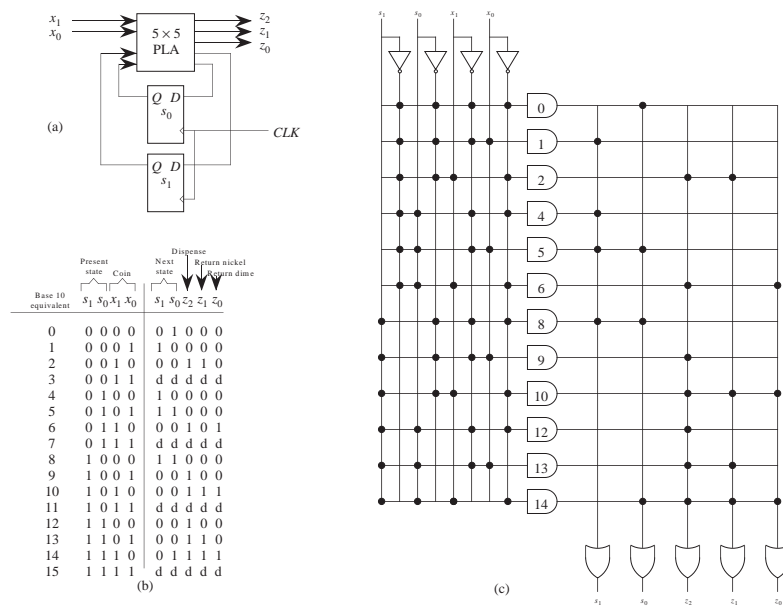 x1
x0
5 × 5
PLA
z2
z1
z0
Q D
s0
(a)
CLK
Q D
s1
Dispense
Present
state
Coin
Next
state
Return nickel
Return dime
Base 10
equivalent
s1 s0 x1 x0 s1 s0 z2 z1 z0
0 0 0 0 0 0 1 0 0 0
1 0 0 0 1 1 0 0 0 0
2 0 0 1 0 0 0 1 1 0
3 0 0 1 1 d d d d d
4 0 1 0 0 1 0 0 0 0
5 0 1 0 1 1 1 0 0 0
6 0 1 1 0 0 0 1 0 1
7 0 1 1 1 d d d d d
8 1 0 0 0 1 1 0 0 0
9 1 0 0 1 0 0 1 0 0
10 1 0 1 0 0 0 1 1 1
11 1 0 1 1 d d d d d
12 1 1 0 0 0 0 1 0 0
13 1 1 0 1 0 0 1 1 0
14 1 1 1 0 0 1 1 1 1
15 1 1 1 1 d d d d d
(b)
s1 s0 x1 x0
0
1
2
4
5
6
8
9
10
12
13
14
s1 s0 z2 z1 z0
(c)